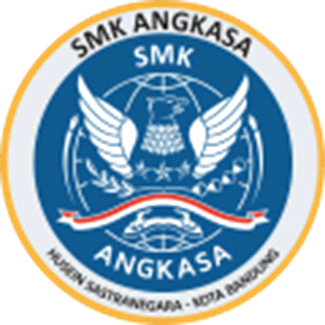 SMK ANGKASA
SMK
ANGKASA
HUSEIN SASTRANEGARA - KOTA BANDUNG